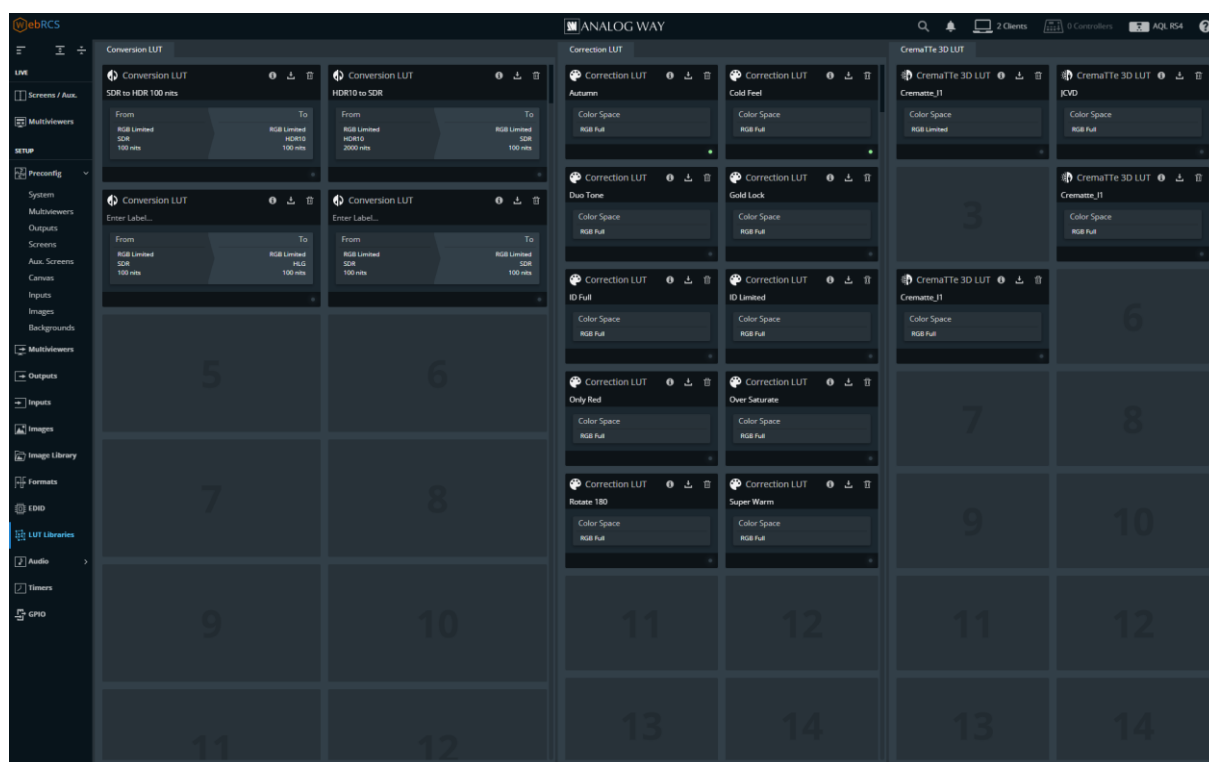 WebRCS
ANALOG WAY
2 Clients
0 Controllers
AQL RS4
LIVE
Screens / Aux.
Multiviewers
SETUP
Preconfig
System
Multiviewers
Outputs
Screens
Aux. Screens
Canvas
Inputs
Images
Backgrounds
Multiviewers
Outputs
Inputs
Images
Image Library
Formats
EDID
LUT Libraries
Audio
Timers
GPIO
Conversion LUT
Conversion LUT
SDR to HDR 100 nits
From To
RGB Limited RGB Limited
SDR HDR10
100 nits 100 nits
Conversion LUT
HDR10 to SDR
From To
RGB Limited RGB Limited
HDR10 SDR
2000 nits 100 nits
Conversion LUT
Enter Label...
From To
RGB Limited RGB Limited
SDR HLG
100 nits 100 nits
Conversion LUT
Enter Label...
From To
RGB Limited RGB Limited
SDR SDR
100 nits 100 nits
5 6
7 8
9 10
11 12
Correction LUT
Correction LUT
Autumn
Color Space
RGB Full
Correction LUT
Cold Feel
Color Space
RGB Full
Correction LUT
Duo Tone
Color Space
RGB Full
Correction LUT
Gold Lock
Color Space
RGB Full
Correction LUT
ID Full
Color Space
RGB Full
Correction LUT
ID Limited
Color Space
RGB Full
Correction LUT
Only Red
Color Space
RGB Full
Correction LUT
Over Saturate
Color Space
RGB Full
Correction LUT
Rotate 180
Color Space
RGB Full
Correction LUT
Super Warm
Color Space
RGB Full
11 12
13 14
CremaTTe 3D LUT
CremaTTe 3D LUT
Crematte_l1
Color Space
RGB Limited
CremaTTe 3D LUT
JCVD
Color Space
RGB Full
3
CremaTTe 3D LUT
Crematte_l1
Color Space
RGB Full
CremaTTe 3D LUT
Crematte_l1
Color Space
RGB Full
6
7 8
9 10
11 12
13 14